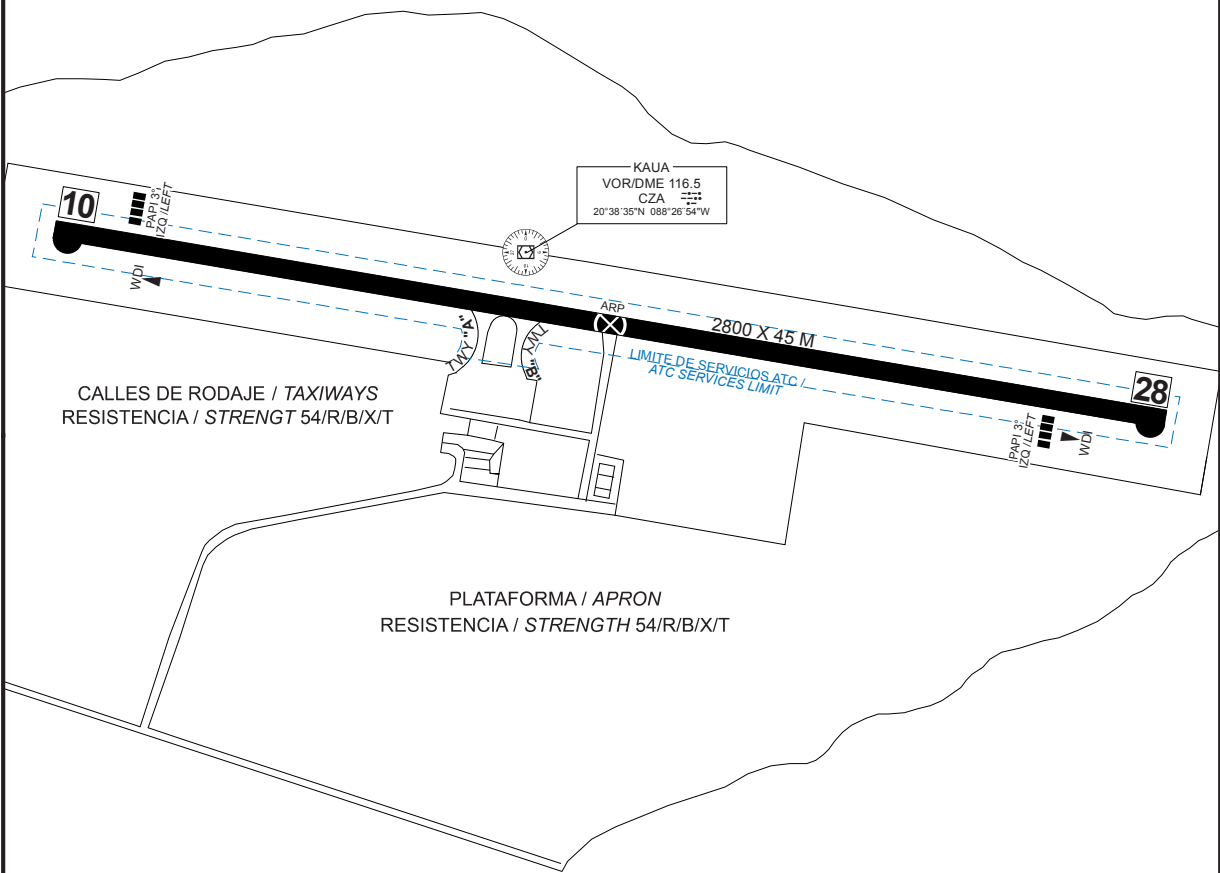 KAUA
VOR/DME 116.5
CZA
20°38'35"N 088°26'54"W
10
PAPI 3°
IZQ /LEFT
WDI
ARP
2800 X 45 M
TWY "A"
TWY "B"
LIMITE DE SERVICIOS ATC /
ATC SERVICES LIMIT
28
PAPI 3°
IZQ /LEFT
WDI
CALLES DE RODAJE / TAXIWAYS
RESISTENCIA / STRENGT 54/R/B/X/T
PLATAFORMA / APRON
RESISTENCIA / STRENGTH 54/R/B/X/T